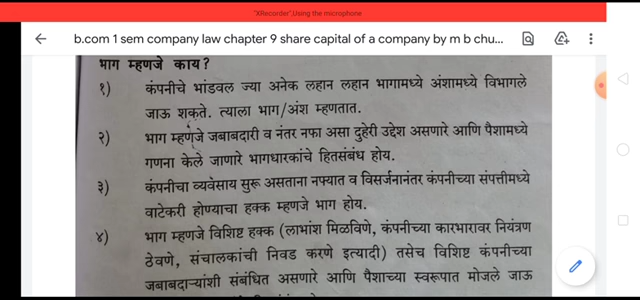 "XRecorder",Using the microphone
b.com 1 sem company law chapter 9 share capital of a company by m b chu...
भाग म्हणजे काय ?
१) कंपनीचे भांडवल ज्या अनेक लहान लहान भागामध्ये अंशामध्ये विभागले
जाऊ शकते. त्याला भाग/अंश म्हणतात.
२) भाग म्हणजे जबाबदारी व नंतर नफा असा दुहेरी उद्देश असणारे आणि पैशामध्ये
गणना केले जाणारे भागधारकांचे हितसंबंध होय.
३) कंपनीचा व्यवसाय सुरू असताना नफ्यात व विसर्जनानंतर कंपनीच्या संपत्तीमध्ये
वाटेकरी होण्याचा हक्क म्हणजे भाग होय.
४) भाग म्हणजे विशिष्ट हक्क (लाभांश मिळविणे, कंपनीच्या कारभारावर नियंत्रण
ठेवणे, संचालकांची निवड करणे इत्यादी) तसेच विशिष्ट कंपनीच्या
जबाबदाऱ्यांशी संबंधित असणारे आणि पैशाच्या स्वरूपात मोजले जाऊ